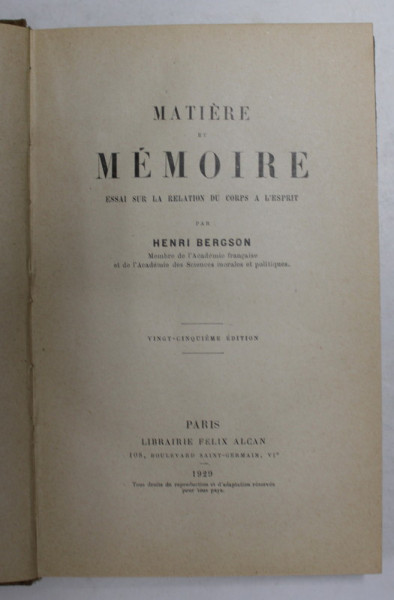 MATIÈRE
ET
MÉMOIRE
ESSAI SUR LA RELATION DU CORPS A L'ESPRIT
PAR
HENRI BERGSON
Membre de l'Académie française
et de l'Académie des Sciences morales et politiques.
VINGT-CINQUIÈME ÉDITION
PARIS
LIBRAIRIE FÉLIX ALCAN
108, BOULEVARD SAINT-GERMAIN, VIe
1929
Tous droits de reproduction et d'adaptation réservés
pour tous pays.